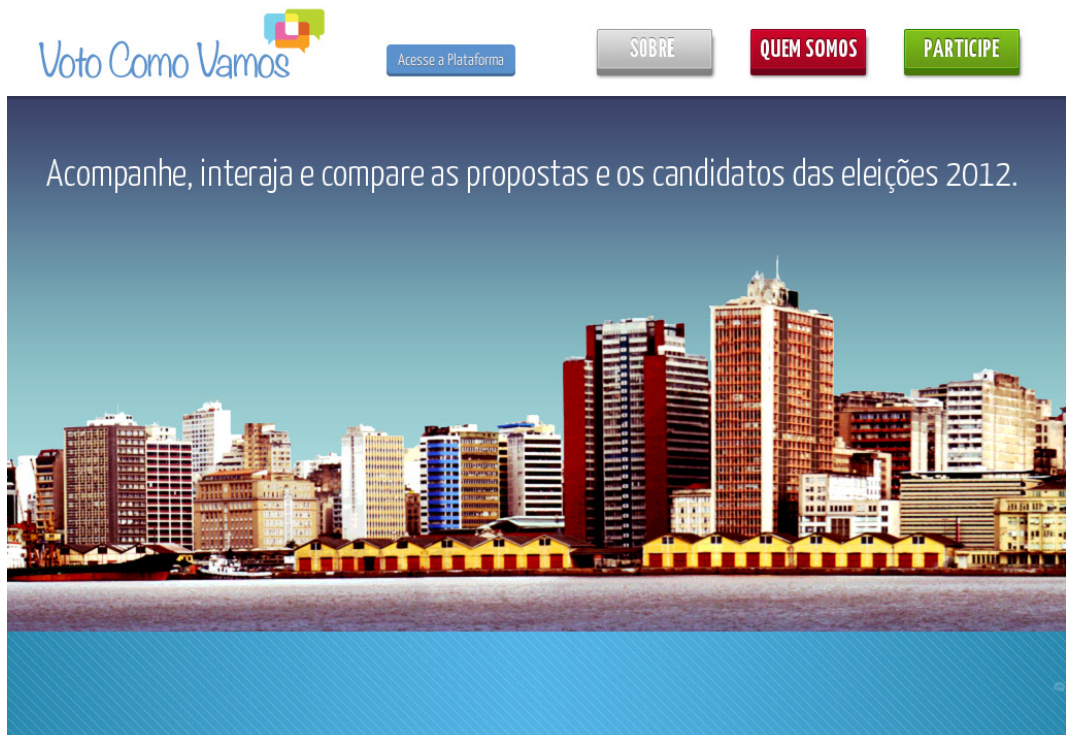 Voto Como Vamos
Acesse a Plataforma
SOBRE
QUEM SOMOS
PARTICIPE
Acompanhe, interaja e compare as propostas e os candidatos das eleições 2012.